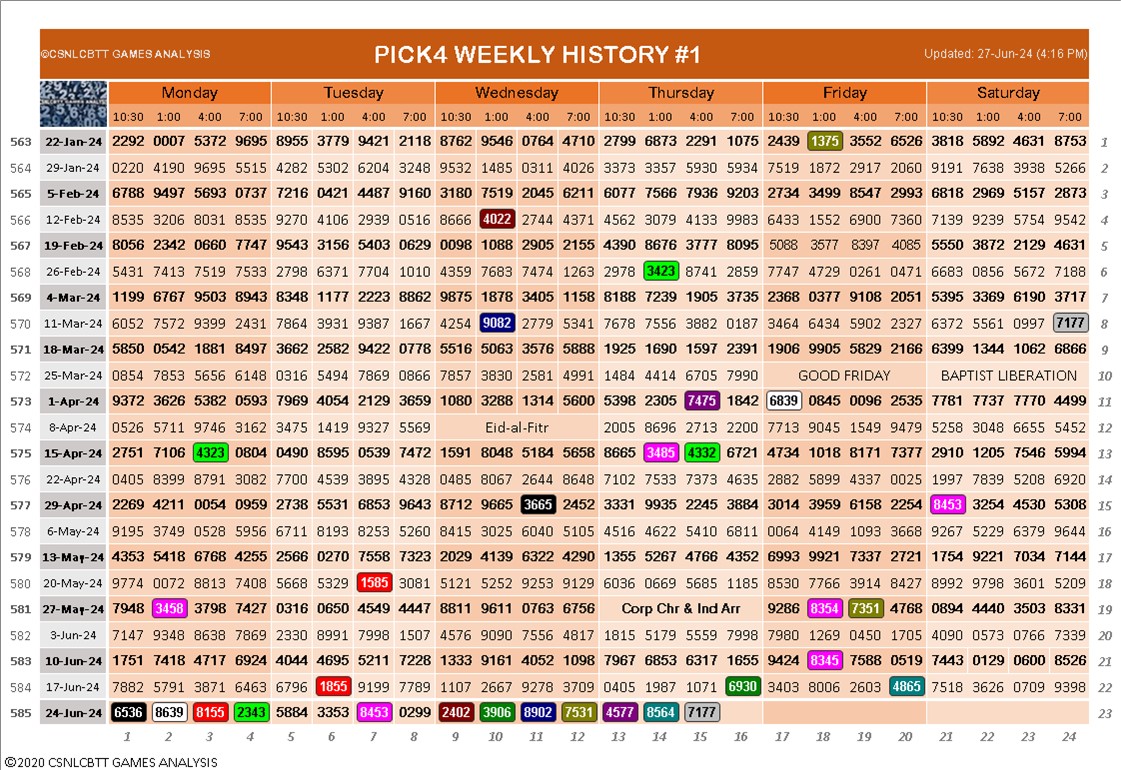 ©CSNLCBTT GAMES ANALYSIS PICK4 WEEKLY HISTORY #1 Updated: 27-Jun-24 (4:16 PM)
Monday Tuesday Wednesday Thursday Friday Saturday
10:30 1:00 4:00 7:00 10:30 1:00 4:00 8:00 10:30 1:00 4:00 7:00 10:30 1:00 4:00 7:00 10:30 1:00 4:00 7:00 10:30 1:00 4:00 7:00
563 22-Jan-24 2292 0007 5372 9695 8955 3779 9421 2118 8762 9546 0764 4710 2799 6873 2291 1075 2439 1375 3552 6526 3818 5892 4631 8753 1
564 29-Jan-24 0220 4190 9695 5515 4282 5302 6204 3248 9532 1485 0311 4026 3373 3357 5930 5934 7519 1872 2917 2060 9191 7638 3938 5266 2
565 5-Feb-24 6788 9497 5693 0737 7216 0421 4487 9160 3180 7519 2045 6211 6077 7566 7936 9203 2734 3499 8547 2993 6818 2969 5157 2873 3
566 12-Feb-24 8535 3206 8031 8535 9270 4106 2939 0516 8666 4022 2744 4371 4562 3079 4133 9983 6433 1552 6900 7360 7139 9239 5754 9542 4
567 19-Feb-24 8056 2342 0660 7747 9543 3156 5403 0629 0098 1088 2905 2155 4390 8676 3777 8095 5088 3577 8397 4085 5550 3872 2129 4631 5
568 26-Feb-24 5431 7413 7519 7533 2798 6371 7704 1010 4359 7683 7474 1263 2978 3423 8741 2859 7747 4729 0261 0471 6683 0856 5672 7188 6
569 4-Mar-24 1199 6767 9503 8943 8348 1177 2223 8862 9875 1878 3405 1158 8188 7239 1905 3735 2368 0377 9108 2051 5395 3369 6190 3717 7
570 11-Mar-24 6052 7572 9399 2431 7864 3931 9387 1667 4254 9082 2779 5341 7678 7556 3882 0187 3464 6434 5902 2327 6372 5561 0997 7177 8
571 18-Mar-24 5850 0542 1881 8497 3662 2582 9422 0778 5516 5063 3576 5888 1925 1690 1597 2391 1906 9905 5829 2166 6399 1344 1062 6866 9
572 25-Mar-24 0854 7853 5656 6148 0316 5494 7869 0866 7857 3830 2581 4991 1484 4414 6705 7990 GOOD FRIDAY BAPTIST LIBERATION 10
573 1-Apr-24 9372 3626 5382 0593 7969 4054 2129 3659 1080 3288 1314 5600 5398 2305 7475 1842 6839 0845 0096 2535 7781 7737 7770 4499 11
574 8-Apr-24 0526 5711 9746 3162 3475 1419 9327 5569 Eid-al-Fitr 2005 8696 2713 2200 7713 9045 1549 9479 5258 3048 6655 5452 12
575 15-Apr-24 2751 7106 4323 0804 0490 8595 0539 7472 1591 8048 5184 5658 8665 3485 4332 6721 4734 1018 8171 7377 2910 1205 7546 5994 13
576 22-Apr-24 0405 8399 8791 3082 7700 4539 3895 4328 0485 8067 2644 8648 7102 7533 7373 4635 2882 5899 4337 0025 1997 7839 5208 6920 14
577 29-Apr-24 2269 4211 0054 0959 2738 5531 6853 9643 8712 9665 3665 2452 3331 9935 2245 3884 3014 3959 6158 2254 8453 3254 4530 5308 15
578 6-May-24 9195 3749 0528 5956 6711 8193 8253 5260 8415 3025 6040 5105 4516 4622 5410 6811 0064 4149 1093 3668 9267 5229 6379 9644 16
579 13-May-24 4353 5418 6768 4255 2566 0270 7558 7323 2029 4139 6322 4290 1355 5267 4766 4352 6993 9921 7337 2721 1754 9221 7034 7144 17
580 20-May-24 9774 0072 8813 7408 5668 5329 1585 3081 5121 5252 9253 9129 6036 0669 5685 1185 8530 7766 3914 8427 8992 9798 3601 5209 18
581 27-May-24 7948 3458 3798 7427 0316 0650 4549 4447 8811 9611 0763 6756 Corp Chr & Ind Arr 9286 8354 7351 4768 0894 4440 3503 8331 19
582 3-Jun-24 7147 9348 8638 7869 2330 8991 7998 1507 4576 9090 7556 4817 1815 5179 5559 7998 7980 1269 0450 1705 4090 0573 0766 7339 20
583 10-Jun-24 1751 7418 4717 6924 4044 4695 5211 7228 1333 9161 4052 1098 7967 6853 6317 1655 9424 8345 7588 0519 7443 0129 0600 8526 21
584 17-Jun-24 7882 5791 3871 6463 6796 1855 9199 7789 1107 2667 9278 3709 0405 1987 1071 6930 3403 8006 2603 4865 7518 3626 0709 9398 22
585 24-Jun-24 6536 8639 8155 2343 5884 3353 8453 0299 2402 3906 8902 7531 4577 8564 7177 23
1 2 3 4 5 6 7 8 9 10 11 12 13 14 15 16 17 18 19 20 21 22 23 24
©2020 CSNLCBTT GAMES ANALYSIS